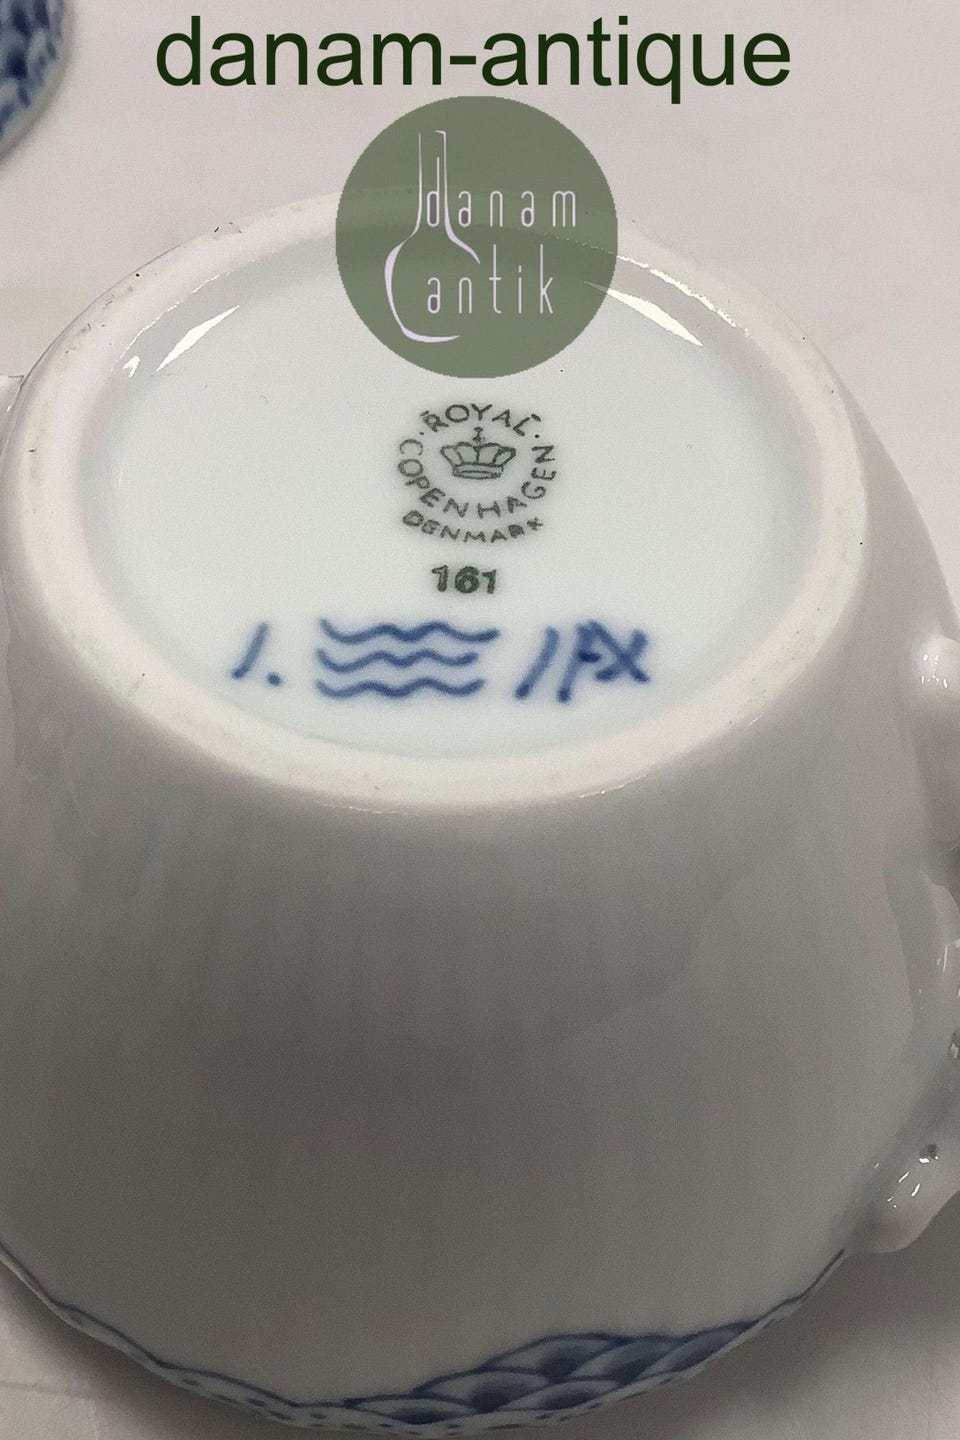 danam-antique
danam
antik
ROYAL
COPENHAGEN
DENMARK
161
1.